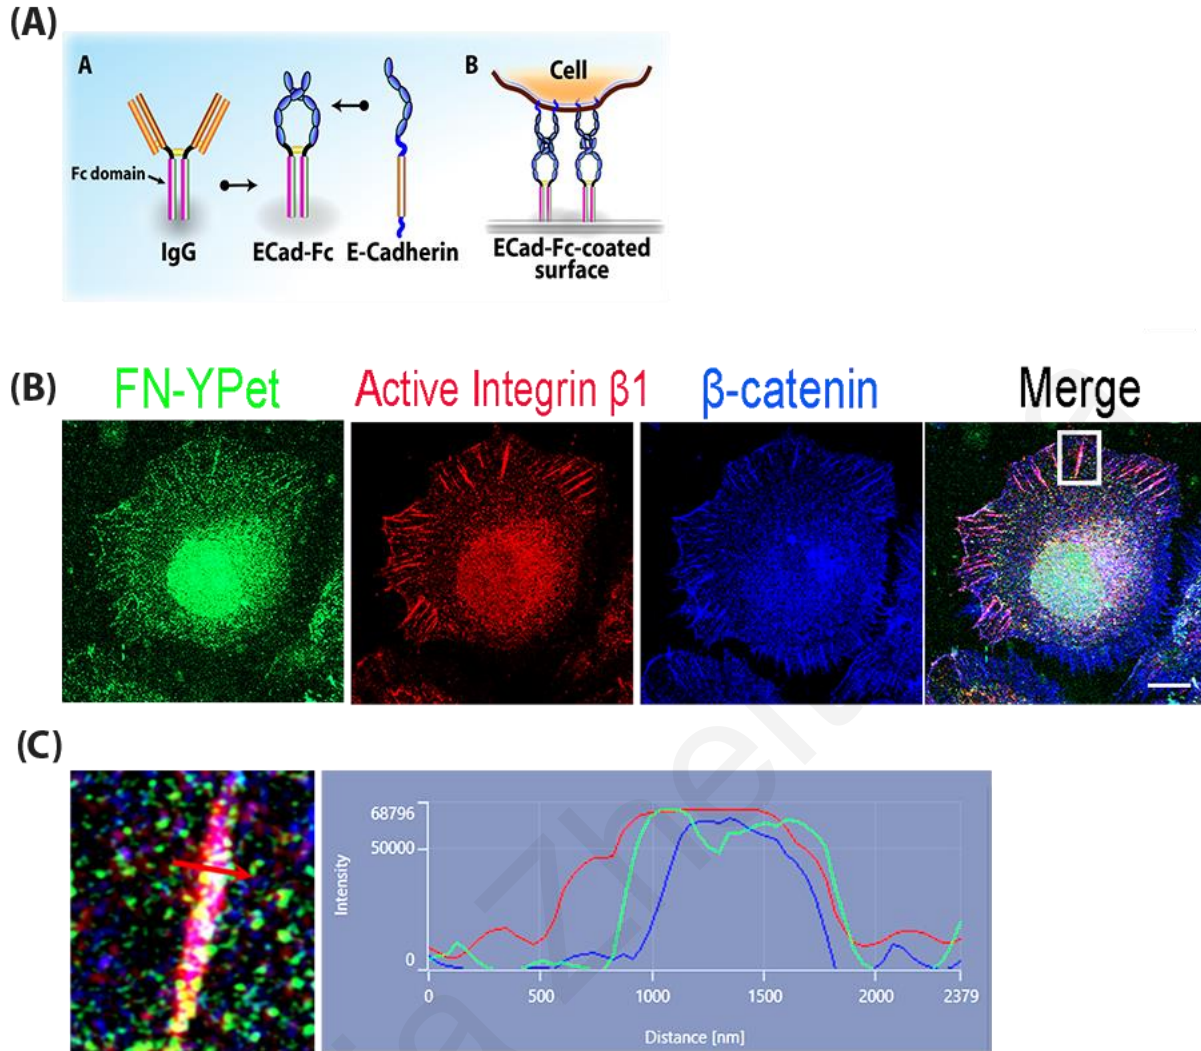 (A)
A
B
Cell
Fc domain
IgG
ECad-Fc
E-Cadherin
ECad-Fc-coated
surface
(B)
FN-YPet
Active Integrin β1
β-catenin
Merge
(C)
68796
50000
0
Intensity
0
500
1000
1500
2000
2379
Distance [nm]